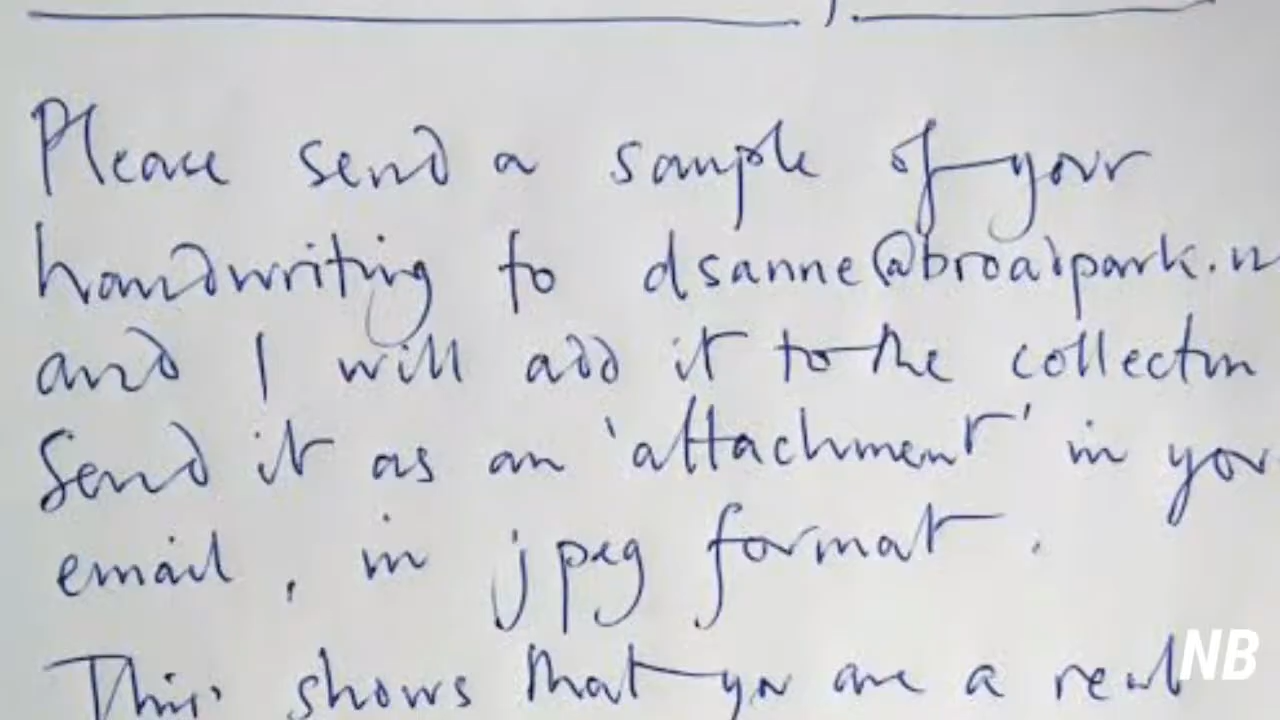 Please send a sample of your
handwriting to dsanne@broadpark.n
and I will add it to the collectin
Send it as an 'attachment' in your
email, in jpeg format.
This shows that you are a real
NB